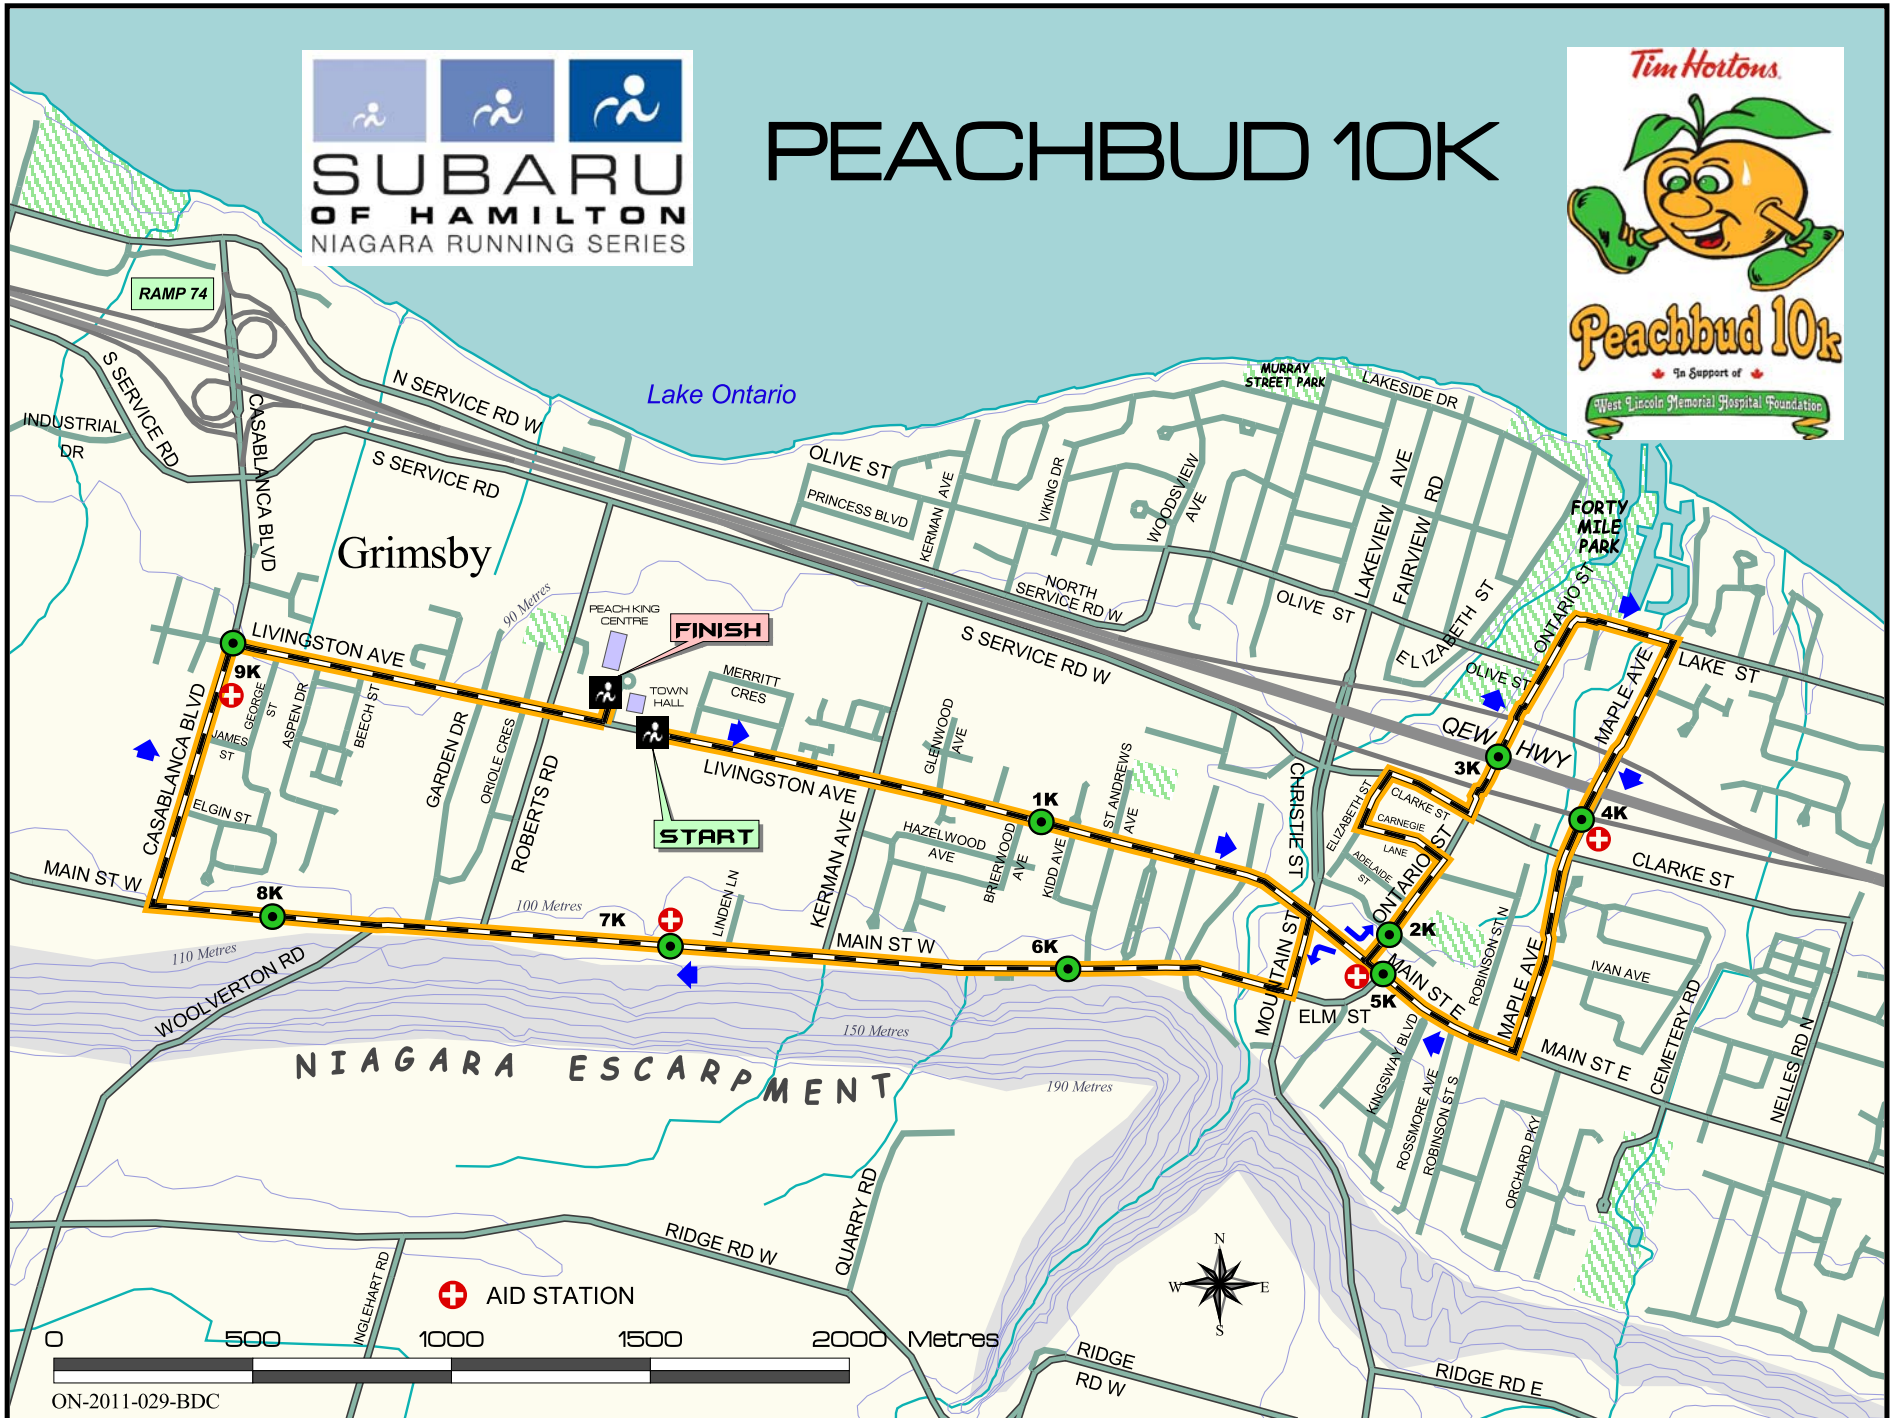 SUBARU
OF HAMILTON
NIAGARA RUNNING SERIES
PEACHBUD 10K
Tim Hortons
Peachbud 10k
In Support of
West Lincoln Memorial Hospital Foundation
RAMP 74
Lake Ontario
MURRAY
STREET PARK
LAKESIDE DR
N SERVICE RD W
S SERVICE RD
INDUSTRIAL
DR
CASABLANCA BLVD
CASABLANCA BLVD
S SERVICE RD
OLIVE ST
PRINCESS BLVD
KERMAN AVE
VIKING DR
WOODSVIEW
AVE
LAKEVIEW AVE
FAIRVIEW RD
FORTY
MILE
PARK
Grimsby
90 Metres
PEACH KING
CENTRE
FINISH
NORTH
SERVICE RD W
OLIVE ST
ELIZABETH ST
ONTARIO ST
OLIVE ST
MAPLE AVE
LAKE ST
LIVINGSTON AVE
9K
GEORGE
ST
JAMES
ST
ASPEN DR
BEECH ST
GARDEN DR
ORIOLE CRES
ELGIN ST
CASABLANCA BLVD
ROBERTS RD
TOWN
HALL
MERRITT
CRES
START
LIVINGSTON AVE
S SERVICE RD W
GLENWOOD
AVE
ST ANDREWS
AVE
1K
HAZELWOOD
AVE
BRIERWOOD
AVE
KIDD AVE
KERMAN AVE
CHRISTIE ST
QEW HWY
3K
4K
CLARKE ST
ELIZABETH ST
CLARKE ST
CARNEGIE
LANE
ADELAIDE
ST
ONTARIO ST
2K
MAIN ST W
8K
100 Metres
7K
LINDEN LN
MAIN ST W
6K
MOUNTAIN ST
5K
MAIN ST E
ELM ST
ROBINSON ST N
MAPLE AVE
IVAN AVE
CEMETERY RD
NELLES RD N
MAIN ST E
110 Metres
WOOLVERTON RD
150 Metres
190 Metres
NIAGARA ESCARPMENT
KINGSWAY BLVD
ROSSMORE AVE
ROBINSON ST S
ORCHARD PKY
QUARRY RD
RIDGE RD W
INGLEHART RD
AID STATION
N
W E
S
RIDGE
RD W
RIDGE RD E
0 500 1000 1500 2000 Metres
ON-2011-029-BDC